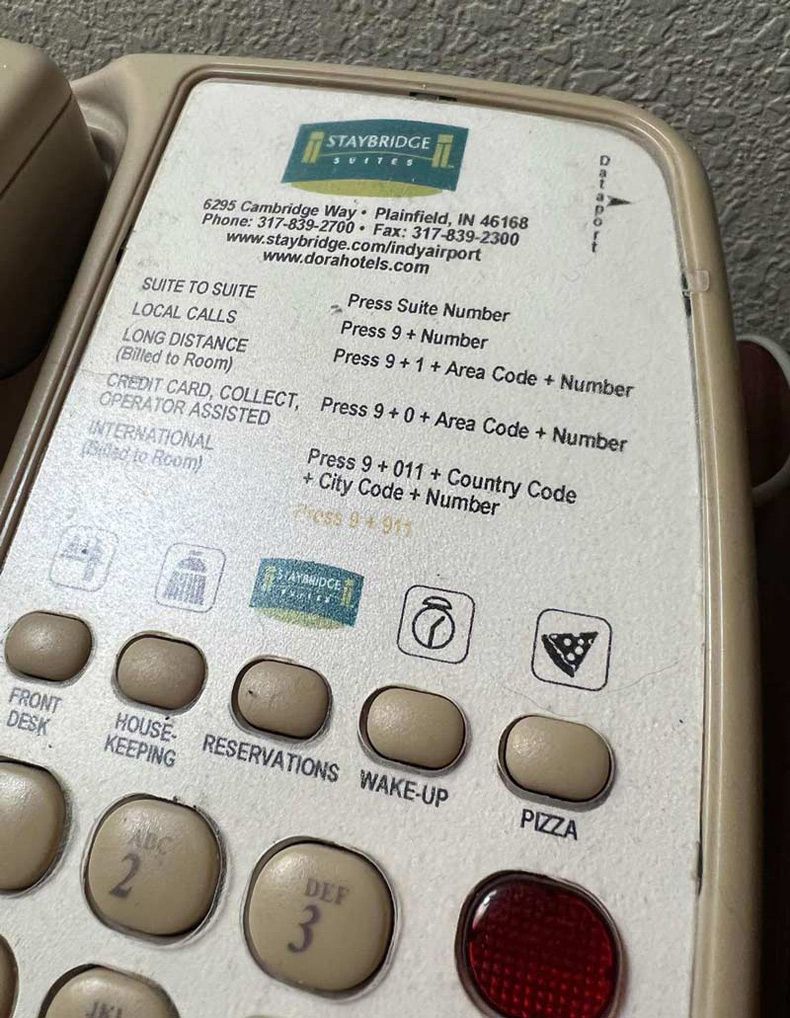 STAYBRIDGE
SUITES
Dataport
6295 Cambridge Way • Plainfield, IN 46168
Phone: 317-839-2700 • Fax: 317-839-2300
www.staybridge.com/indyairport
www.dorahotels.com
SUITE TO SUITE Press Suite Number
LOCAL CALLS Press 9 + Number
LONG DISTANCE Press 9 + 1 + Area Code + Number
(Billed to Room)
CREDIT CARD, COLLECT, Press 9 + 0 + Area Code + Number
OPERATOR ASSISTED
INTERNATIONAL Press 9 + 011 + Country Code
(Billed to Room) + City Code + Number
Press 9 + 911
STAYBRIDGE
SUITES
FRONT
DESK
HOUSE-
KEEPING
RESERVATIONS
WAKE-UP
PIZZA
ABC
2
DEF
3
JKL